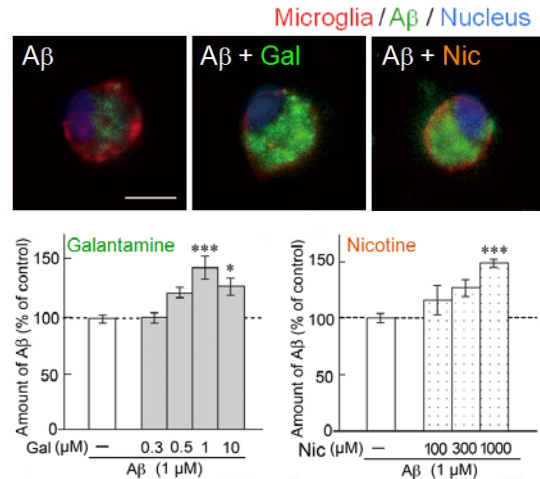 Microglia / Aβ / Nucleus
Aβ
Aβ + Gal
Aβ + Nic
Galantamine
***
*
Amount of Aβ (% of control)
150
100
50
0
Gal (μM) — 0.3 0.5 1 10
Aβ (1 μM)
Nicotine
***
Amount of Aβ (% of control)
150
100
50
0
Nic (μM) — 100 300 1000
Aβ (1 μM)